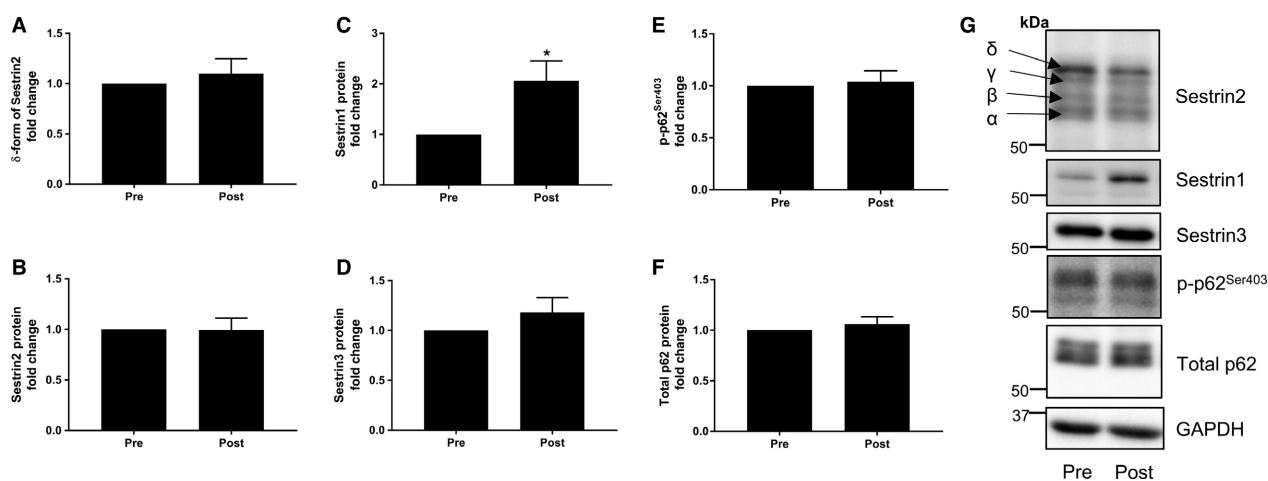 A
δ-form of Sestrin2
fold change
1.5
1.0
0.5
0.0
Pre
Post
B
Sestrin2 protein
fold change
1.5
1.0
0.5
0.0
Pre
Post
C
Sestrin1 protein
fold change
3
2
1
0
*
Pre
Post
D
Sestrin3 protein
fold change
1.5
1.0
0.5
0.0
Pre
Post
E
p-p62Ser403
fold change
1.5
1.0
0.5
0.0
Pre
Post
F
Total p62 protein
fold change
1.5
1.0
0.5
0.0
Pre
Post
G
kDa
δ
γ
β
α
50
Sestrin2
50
Sestrin1
50
Sestrin3
50
p-p62Ser403
50
Total p62
37
GAPDH
Pre
Post